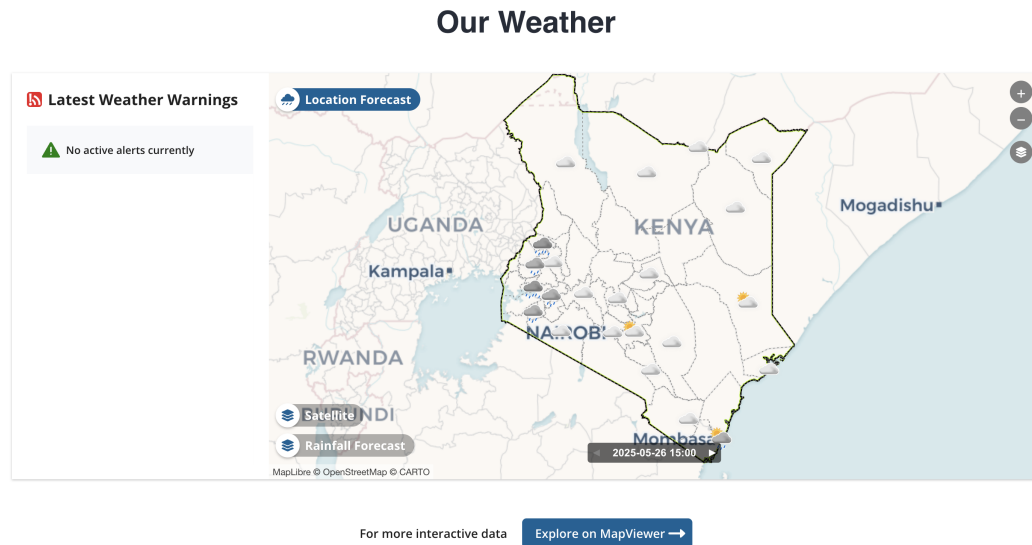 Our Weather
Latest Weather Warnings
No active alerts currently
Location Forecast
+
−
Mogadishu
UGANDA
KENYA
Kampala
RWANDA
Satellite
Rainfall Forecast
Mombasa
2025-05-26 15:00
MapLibre © OpenStreetMap © CARTO
For more interactive data
Explore on MapViewer